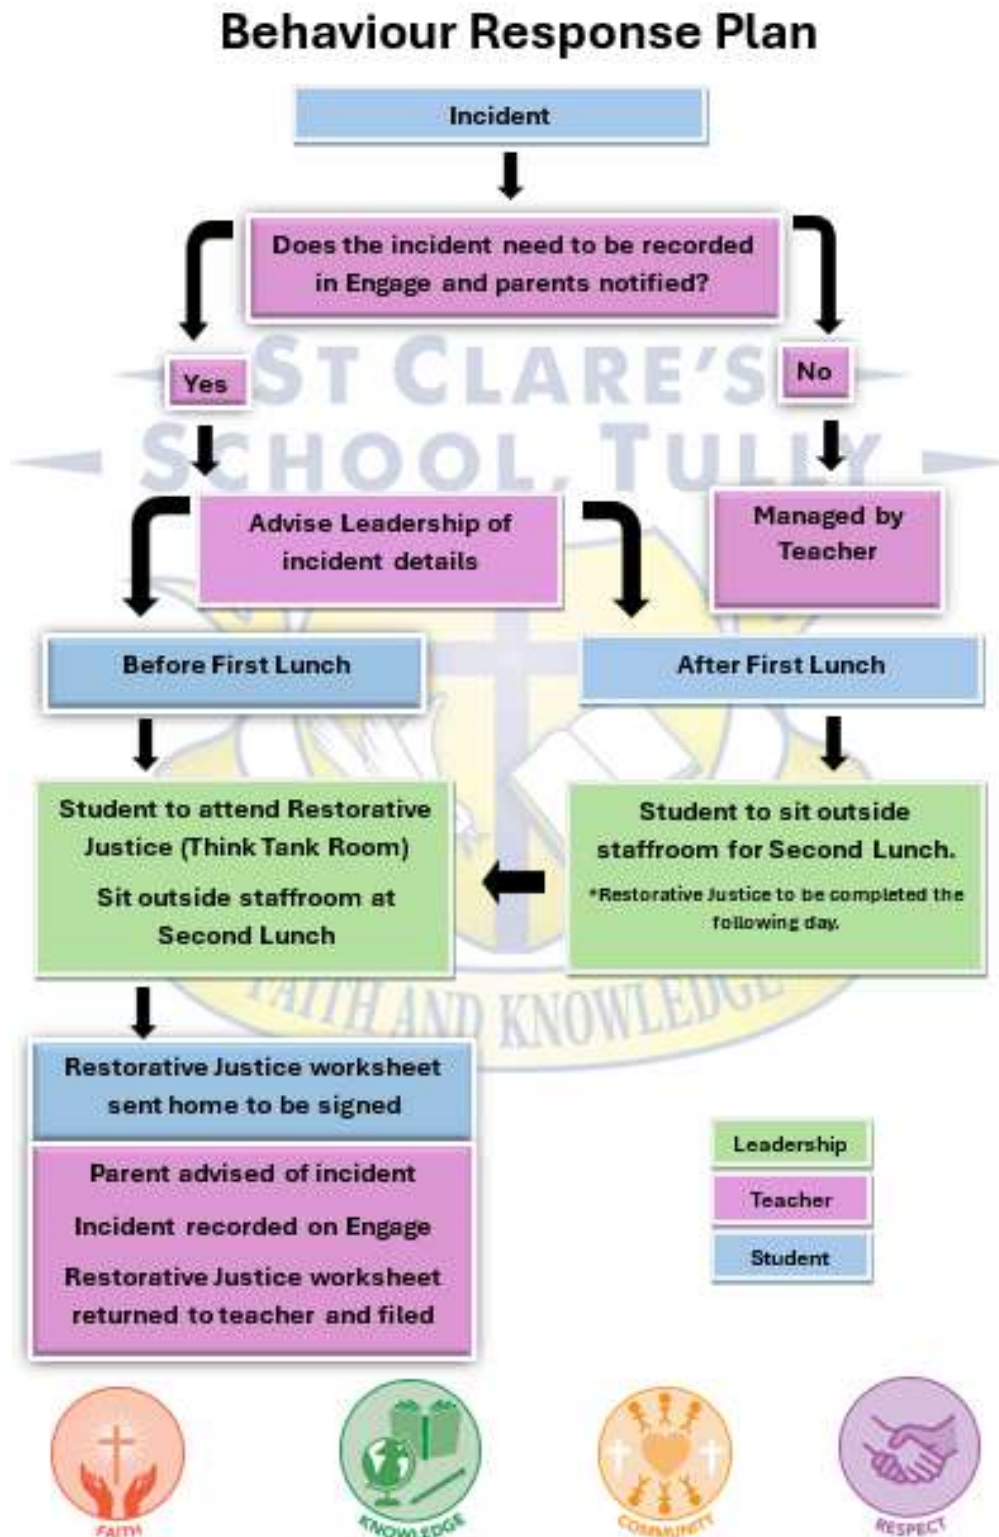 Behaviour Response Plan
Incident
Does the incident need to be recorded
in Engage and parents notified?
Yes
No
ST CLARE'S
SCHOOL, TULLY
Advise Leadership of
incident details
Managed by
Teacher
Before First Lunch
After First Lunch
Student to attend Restorative
Justice (Think Tank Room)
Sit outside staffroom at
Second Lunch
Student to sit outside
staffroom for Second Lunch.
*Restorative Justice to be completed the
following day.
FAITH AND KNOWLEDGE
Restorative Justice worksheet
sent home to be signed
Parent advised of incident
Incident recorded on Engage
Restorative Justice worksheet
returned to teacher and filed
Leadership
Teacher
Student
FAITH
KNOWLEDGE
COMMUNITY
RESPECT